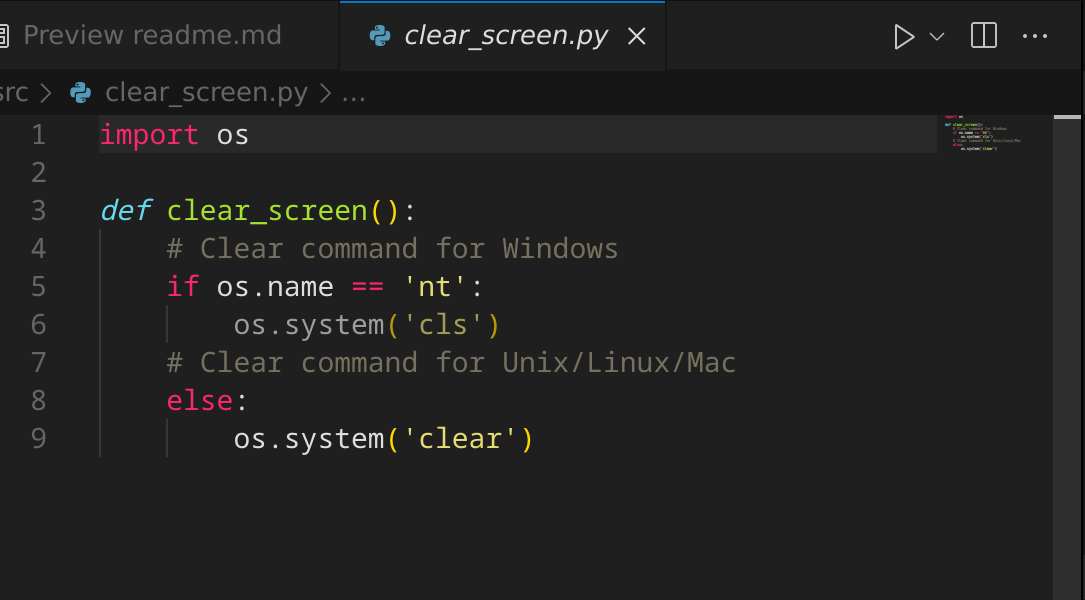 Preview readme.md
clear_screen.py
src > clear_screen.py > ...
1 import os
2
3 def clear_screen():
4     # Clear command for Windows
5     if os.name == 'nt':
6         os.system('cls')
7     # Clear command for Unix/Linux/Mac
8     else:
9         os.system('clear')